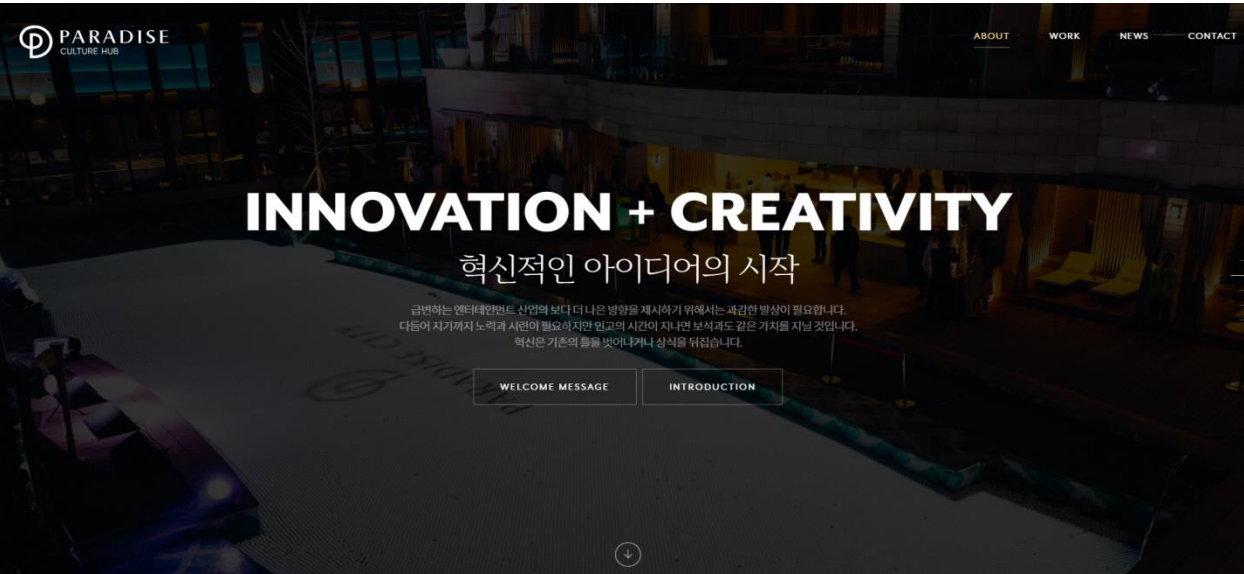 PARADISE
CULTURE HUB
ABOUT
WORK
NEWS
CONTACT
INNOVATION + CREATIVITY
혁신적인 아이디어의 시작
급변하는 엔터테인먼트 산업의 보다 더 나은 방향을 제시하기 위해서는 과감한 발상이 필요합니다.
다듬어 지기까지 노력과 시련이 필요하지만 인고의 시간이 지나면 보석과도 같은 가치를 지닐 것입니다.
혁신은 기존의 틀을 벗어나거나 상식을 뒤집습니다.
WELCOME MESSAGE
INTRODUCTION
PARADISE CITY